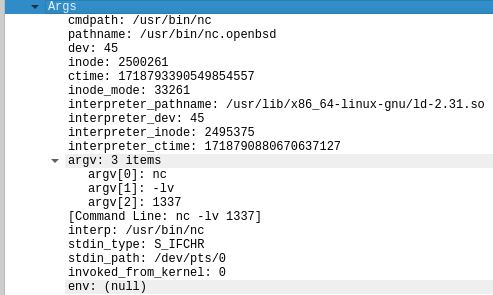 Args
cmdpath: /usr/bin/nc
pathname: /usr/bin/nc.openbsd
dev: 45
inode: 2500261
ctime: 1718793390549854557
inode_mode: 33261
interpreter_pathname: /usr/lib/x86_64-linux-gnu/ld-2.31.so
interpreter_dev: 45
interpreter_inode: 2495375
interpreter_ctime: 1718790880670637127
argv: 3 items
argv[0]: nc
argv[1]: -lv
argv[2]: 1337
[Command Line: nc -lv 1337]
interp: /usr/bin/nc
stdin_type: S_IFCHR
stdin_path: /dev/pts/0
invoked_from_kernel: 0
env: (null)